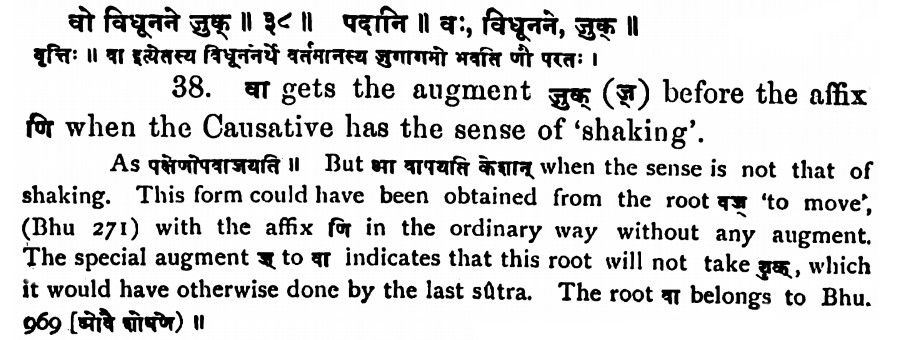 वो विधूनने जुक् ॥ ३८ ॥ पदानि ॥ वः, विधूनने, जुक् ॥
वृत्तिः ॥ वा इत्येतस्य विधूननेर्थे वर्तमानस्य जुगागमो भवति णौ परतः ।
38. वा gets the augment जुक् (ज्) before the affix
णि when the Causative has the sense of 'shaking'.
As पक्षेणोपवाजयति ॥ But आ वापयति केशान् when the sense is not that of
shaking. This form could have been obtained from the root वज् 'to move',
(Bhu 271) with the affix णि in the ordinary way without any augment.
The special augment ज् to वा indicates that this root will not take युक्, which
it would have otherwise done by the last sûtra. The root वा belongs to Bhu.
969 [ओवै शोषणे) ॥